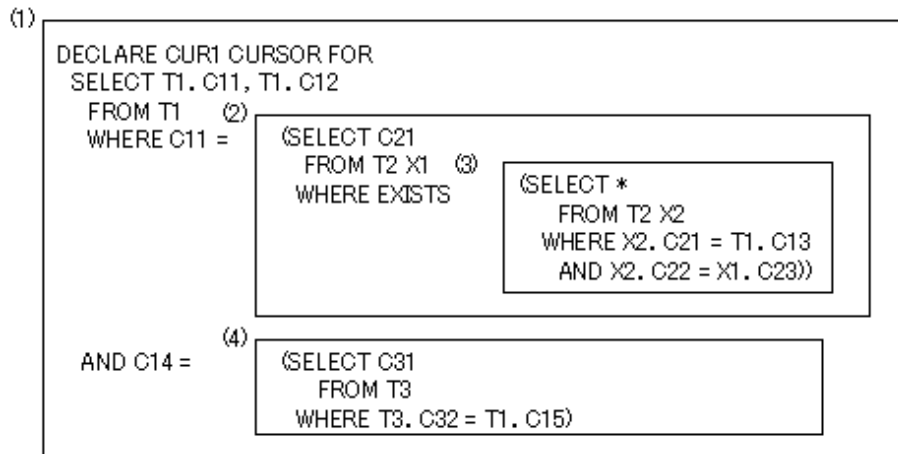 (1)
DECLARE CUR1 CURSOR FOR
SELECT T1.C11, T1.C12
FROM T1
WHERE C11 =
(2)
(SELECT C21
FROM T2 X1
WHERE EXISTS
(3)
(SELECT *
FROM T2 X2
WHERE X2.C21 = T1.C13
AND X2.C22 = X1.C23))
AND C14 =
(4)
(SELECT C31
FROM T3
WHERE T3.C32 = T1.C15)